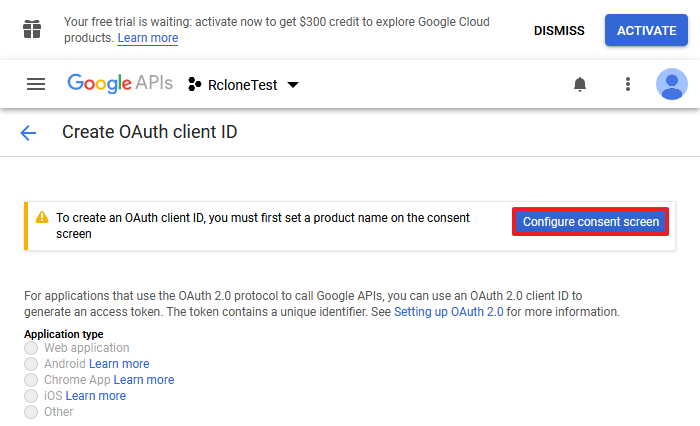 Your free trial is waiting: activate now to get $300 credit to explore Google Cloud
products. Learn more
DISMISS
ACTIVATE
Google APIs
RcloneTest
Create OAuth client ID
To create an OAuth client ID, you must first set a product name on the consent
screen
Configure consent screen
For applications that use the OAuth 2.0 protocol to call Google APIs, you can use an OAuth 2.0 client ID to
generate an access token. The token contains a unique identifier. See Setting up OAuth 2.0 for more information.
Application type
Web application
Android Learn more
Chrome App Learn more
iOS Learn more
Other